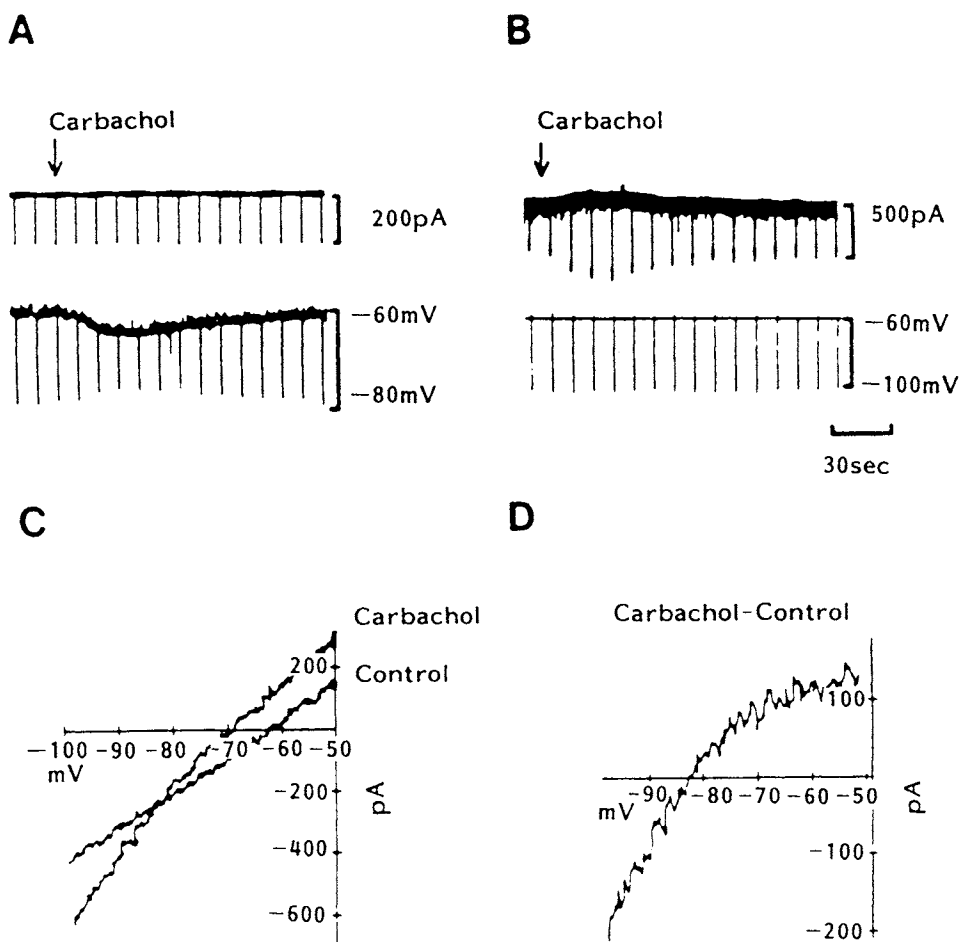 A
Carbachol
200pA
−60mV
−80mV
B
Carbachol
500pA
−60mV
−100mV
30sec
C
Carbachol
200
Control
−100 −90 −80 −70 −60 −50
mV
−200
−400
−600
pA
D
Carbachol-Control
100
mV −90 −80 −70 −60 −50
−100
−200
pA